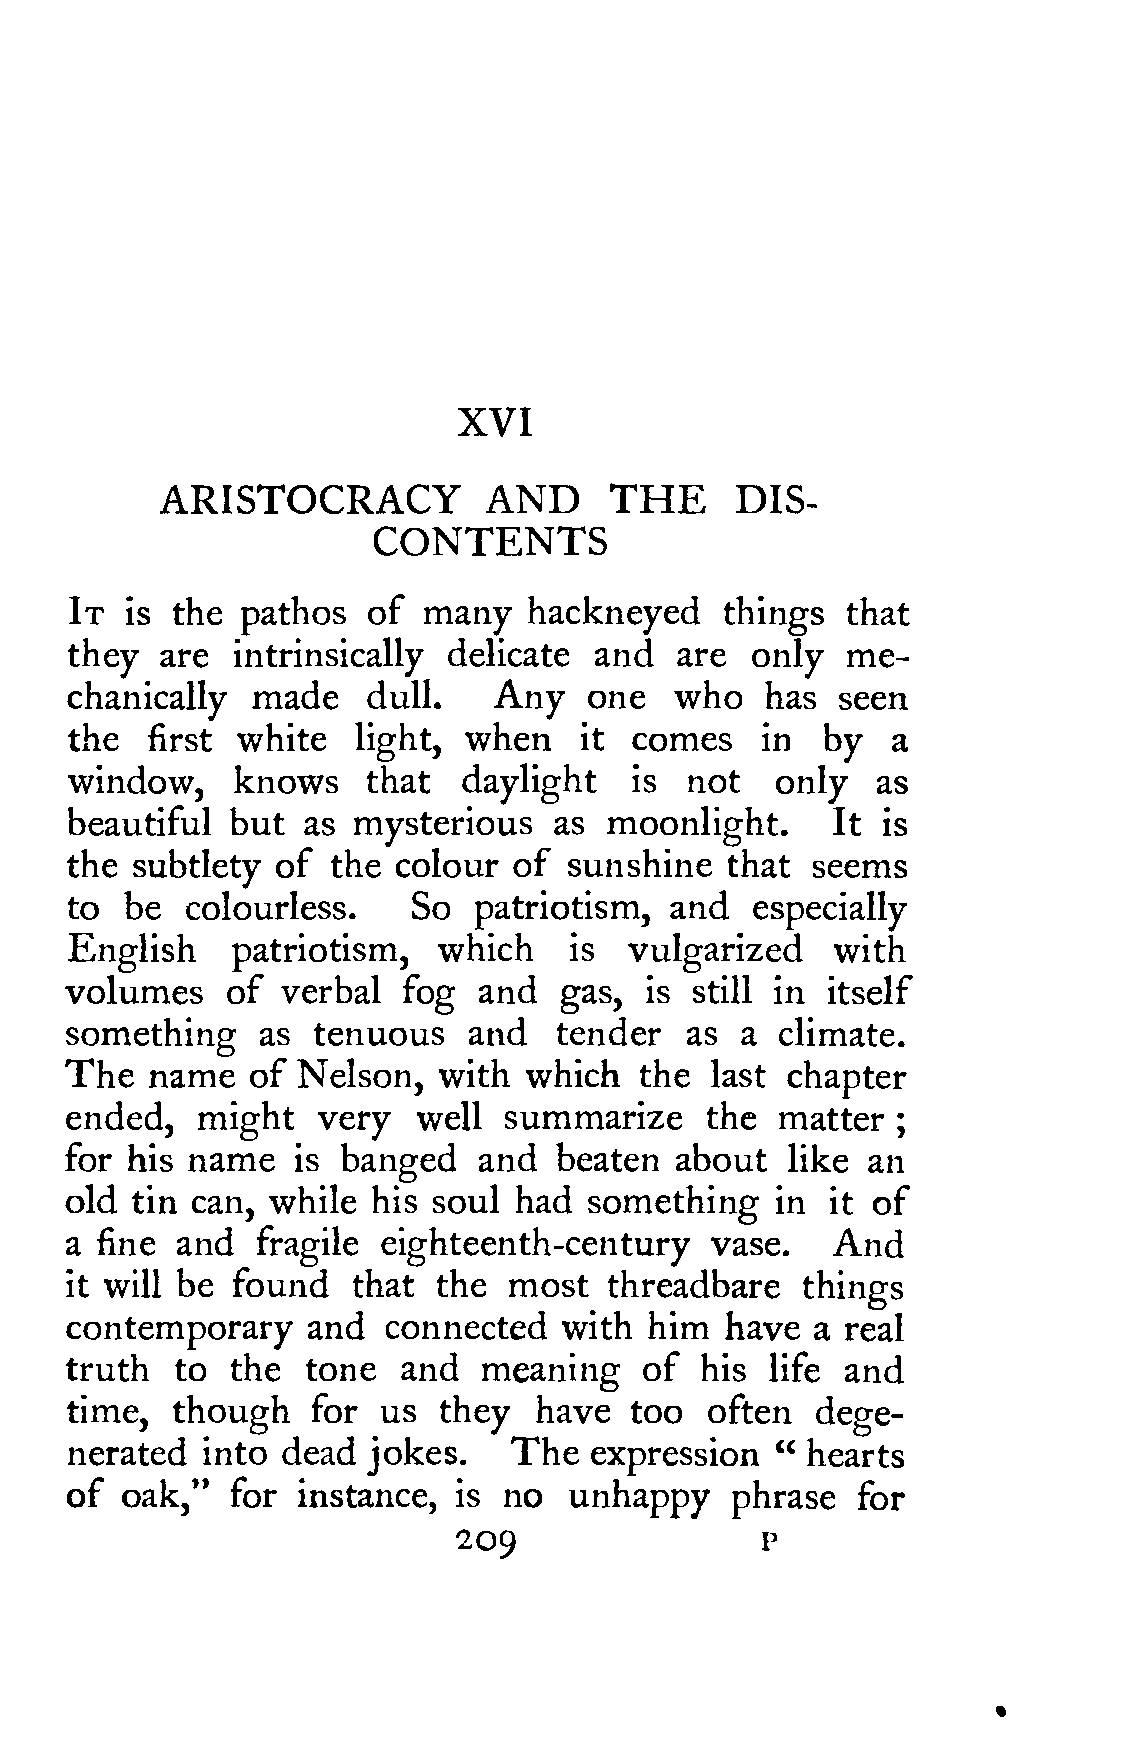 XVI
ARISTOCRACY AND THE DIS-
CONTENTS
It is the pathos of many hackneyed things that
they are intrinsically delicate and are only me-
chanically made dull. Any one who has seen
the first white light, when it comes in by a
window, knows that daylight is not only as
beautiful but as mysterious as moonlight. It is
the subtlety of the colour of sunshine that seems
to be colourless. So patriotism, and especially
English patriotism, which is vulgarized with
volumes of verbal fog and gas, is still in itself
something as tenuous and tender as a climate.
The name of Nelson, with which the last chapter
ended, might very well summarize the matter ;
for his name is banged and beaten about like an
old tin can, while his soul had something in it of
a fine and fragile eighteenth-century vase. And
it will be found that the most threadbare things
contemporary and connected with him have a real
truth to the tone and meaning of his life and
time, though for us they have too often dege-
nerated into dead jokes. The expression “ hearts
of oak,” for instance, is no unhappy phrase for
209 P